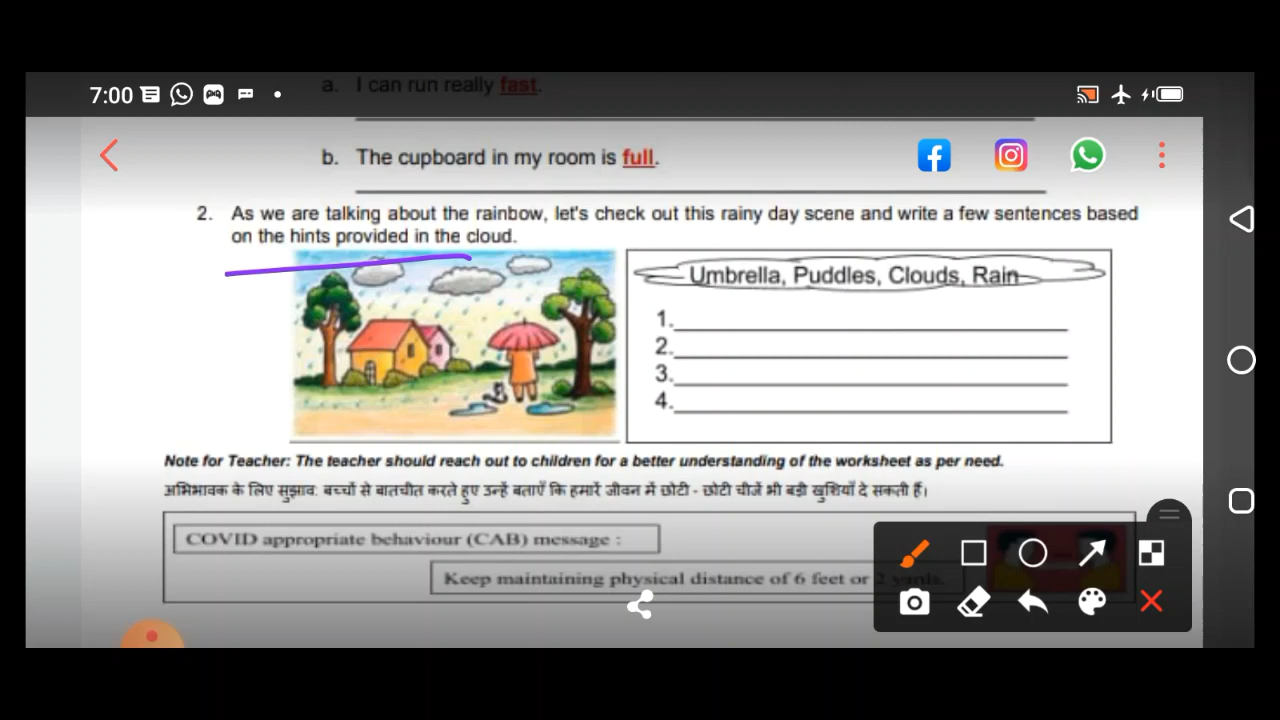 7:00
a. I can run really fast.
b. The cupboard in my room is full.
2. As we are talking about the rainbow, let's check out this rainy day scene and write a few sentences based
on the hints provided in the cloud.
Umbrella, Puddles, Clouds, Rain
1.
2.
3.
4.
Note for Teacher: The teacher should reach out to children for a better understanding of the worksheet as per need.
अभिभावक के लिए सुझाव: बच्चों से बातचीत करते हुए उन्हें बताएँ कि हमारे जीवन में छोटी - छोटी चीजें भी बड़ी खुशियाँ दे सकती हैं।
COVID appropriate behaviour (CAB) message :
Keep maintaining physical distance of 6 feet or 2 yards.